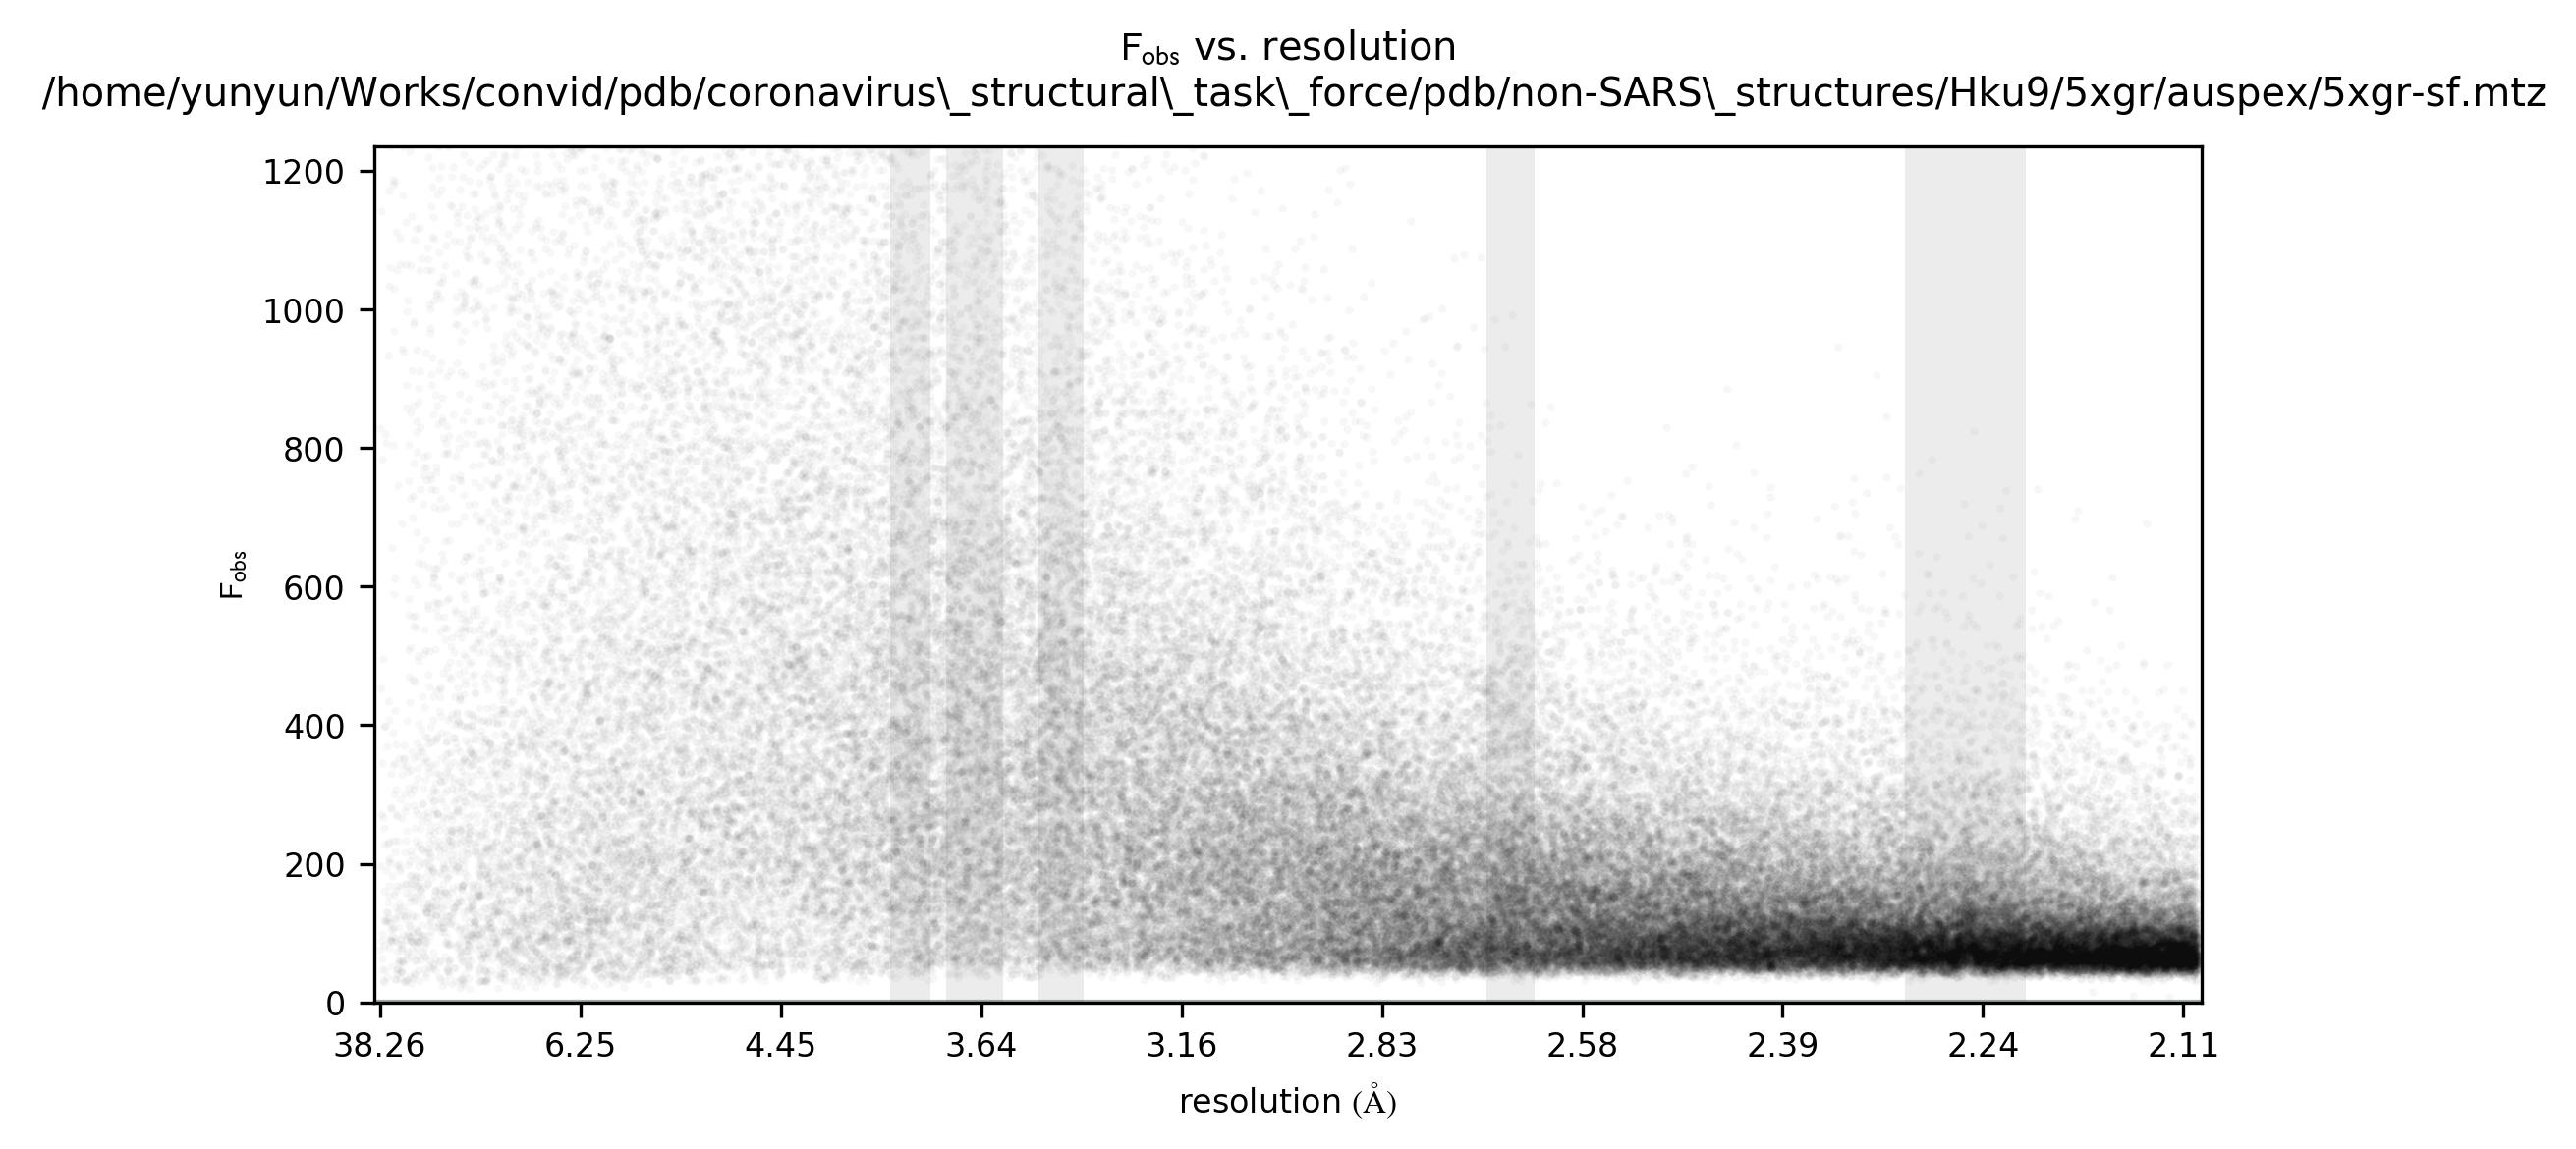 Fobs vs. resolution
/home/yunyun/Works/convid/pdb/coronavirus\_structural\_task\_force/pdb/non-SARS\_structures/Hku9/5xgr/auspex/5xgr-sf.mtz
1200
1000
800
600
400
200
0
Fobs
38.26 6.25 4.45 3.64 3.16 2.83 2.58 2.39 2.24 2.11
resolution (Å)